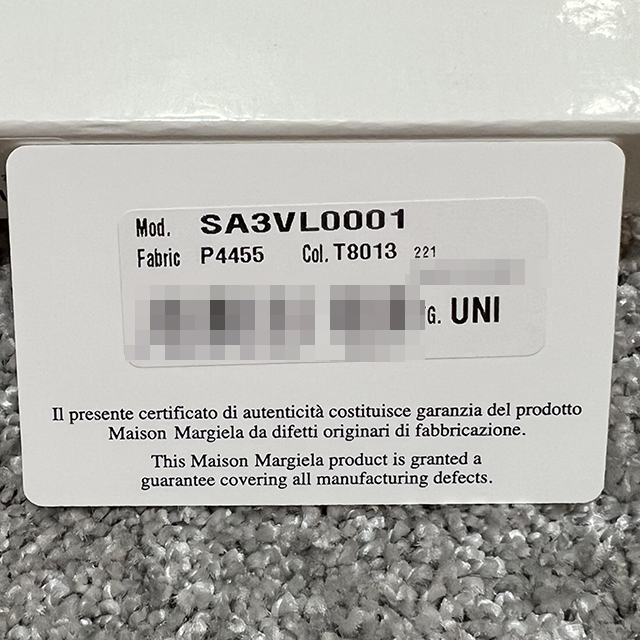 Mod. SA3VL0001
Fabric P4455 Col. T8013 221
G. UNI
Il presente certificato di autenticità costituisce garanzia del prodotto
Maison Margiela da difetti originari di fabbricazione.
This Maison Margiela product is granted a
guarantee covering all manufacturing defects.